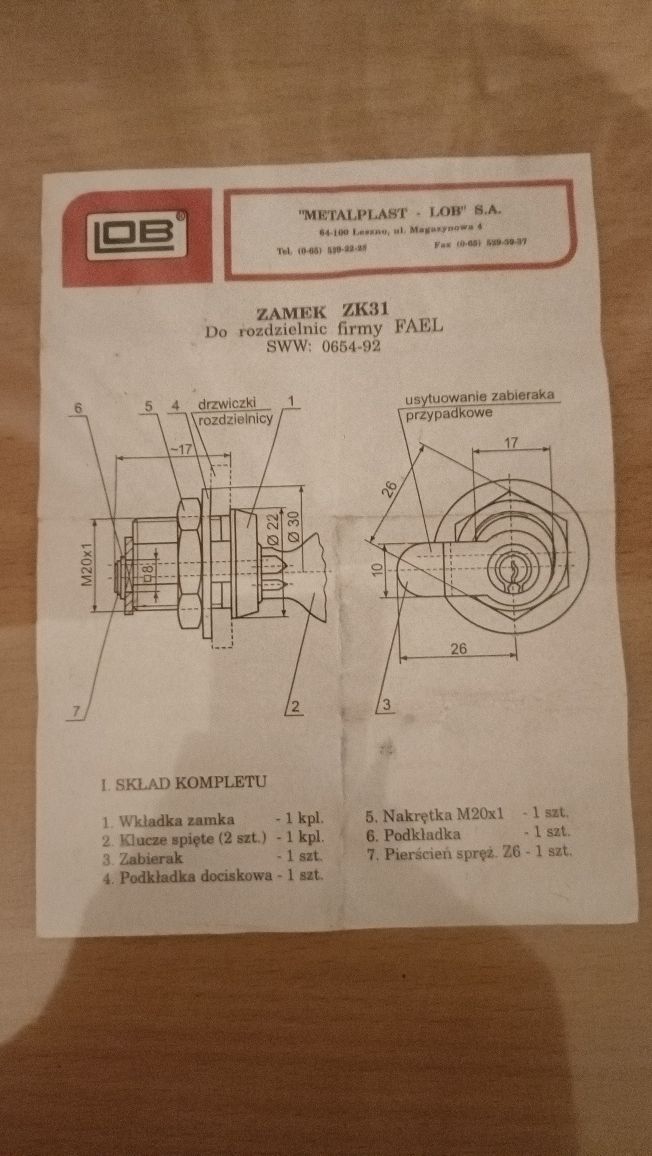 LOB®
"METALPLAST - LOB" S.A.
64-100 Leszno, ul. Magazynowa 4
Tel. (0-65) 529-22-28 Fax (0-65) 529-39-37
ZAMEK ZK31
Do rozdzielnic firmy FAEL
SWW: 0654-92
6 5 4 drzwiczki rozdzielnicy 1
~17
M20x1
□8
Ø 22
Ø 30
7
2
usytuowanie zabieraka
przypadkowe
17
26
10
26
3
I. SKŁAD KOMPLETU
1. Wkładka zamka - 1 kpl.
2. Klucze spięte (2 szt.) - 1 kpl.
3. Zabierak - 1 szt.
4. Podkładka dociskowa - 1 szt.
5. Nakrętka M20x1 - 1 szt.
6. Podkładka - 1 szt.
7. Pierścień spręż. Z6 - 1 szt.